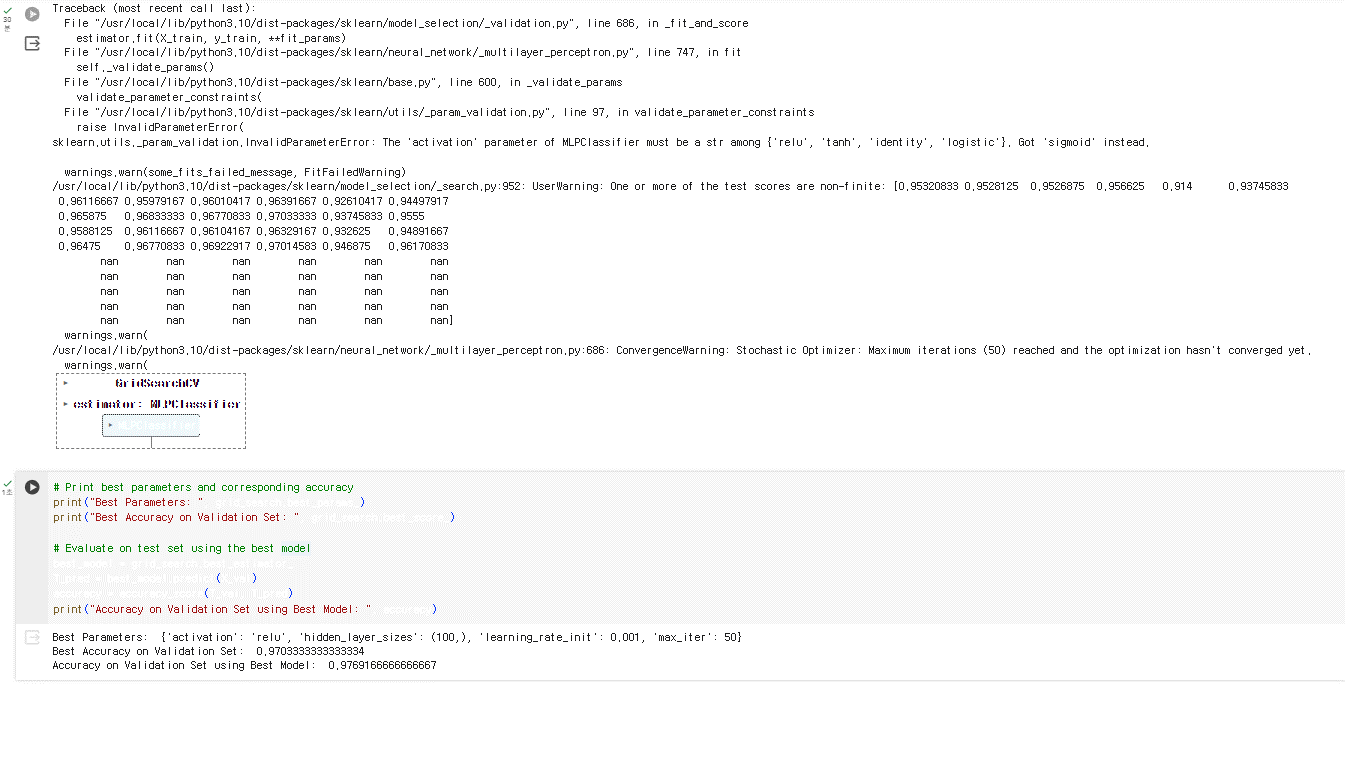 Traceback (most recent call last):
File "/usr/local/lib/python3.10/dist-packages/sklearn/model_selection/_validation.py", line 686, in _fit_and_score
estimator.fit(X_train, y_train, **fit_params)
File "/usr/local/lib/python3.10/dist-packages/sklearn/neural_network/_multilayer_perceptron.py", line 747, in fit
self._validate_params()
File "/usr/local/lib/python3.10/dist-packages/sklearn/base.py", line 600, in _validate_params
validate_parameter_constraints(
File "/usr/local/lib/python3.10/dist-packages/sklearn/utils/_param_validation.py", line 97, in validate_parameter_constraints
raise InvalidParameterError(
sklearn.utils._param_validation.InvalidParameterError: The 'activation' parameter of MLPClassifier must be a str among {'relu', 'tanh', 'identity', 'logistic'}. Got 'sigmoid' instead.
warnings.warn(some_fits_failed_message, FitFailedWarning)
/usr/local/lib/python3.10/dist-packages/sklearn/model_selection/_search.py:952: UserWarning: One or more of the test scores are non-finite: [0.95320833 0.9528125 0.9526875 0.956625 0.914 0.93745833
0.96116667 0.95979167 0.96010417 0.96391667 0.92610417 0.94497917
0.965875 0.96833333 0.96770833 0.97033333 0.93745833 0.9555
0.9588125 0.96116667 0.96104167 0.96329167 0.932625 0.94891667
0.96475 0.96770833 0.96922917 0.97014583 0.946875 0.96170833
nan nan nan nan nan nan
nan nan nan nan nan nan
nan nan nan nan nan nan
nan nan nan nan nan nan
nan nan nan nan nan nan]
warnings.warn(
/usr/local/lib/python3.10/dist-packages/sklearn/neural_network/_multilayer_perceptron.py:686: ConvergenceWarning: Stochastic Optimizer: Maximum iterations (50) reached and the optimization hasn't converged yet.
warnings.warn(
GridSearchCV
estimator: MLPClassifier
MLPClassifier
30
분
1초
# Print best parameters and corresponding accuracy
print("Best Parameters: " )
print("Best Accuracy on Validation Set: " )
# Evaluate on test set using the best model
( )
( )
print("Accuracy on Validation Set using Best Model: " )
Best Parameters: {'activation': 'relu', 'hidden_layer_sizes': (100,), 'learning_rate_init': 0.001, 'max_iter': 50}
Best Accuracy on Validation Set: 0.9703333333333334
Accuracy on Validation Set using Best Model: 0.9769166666666667